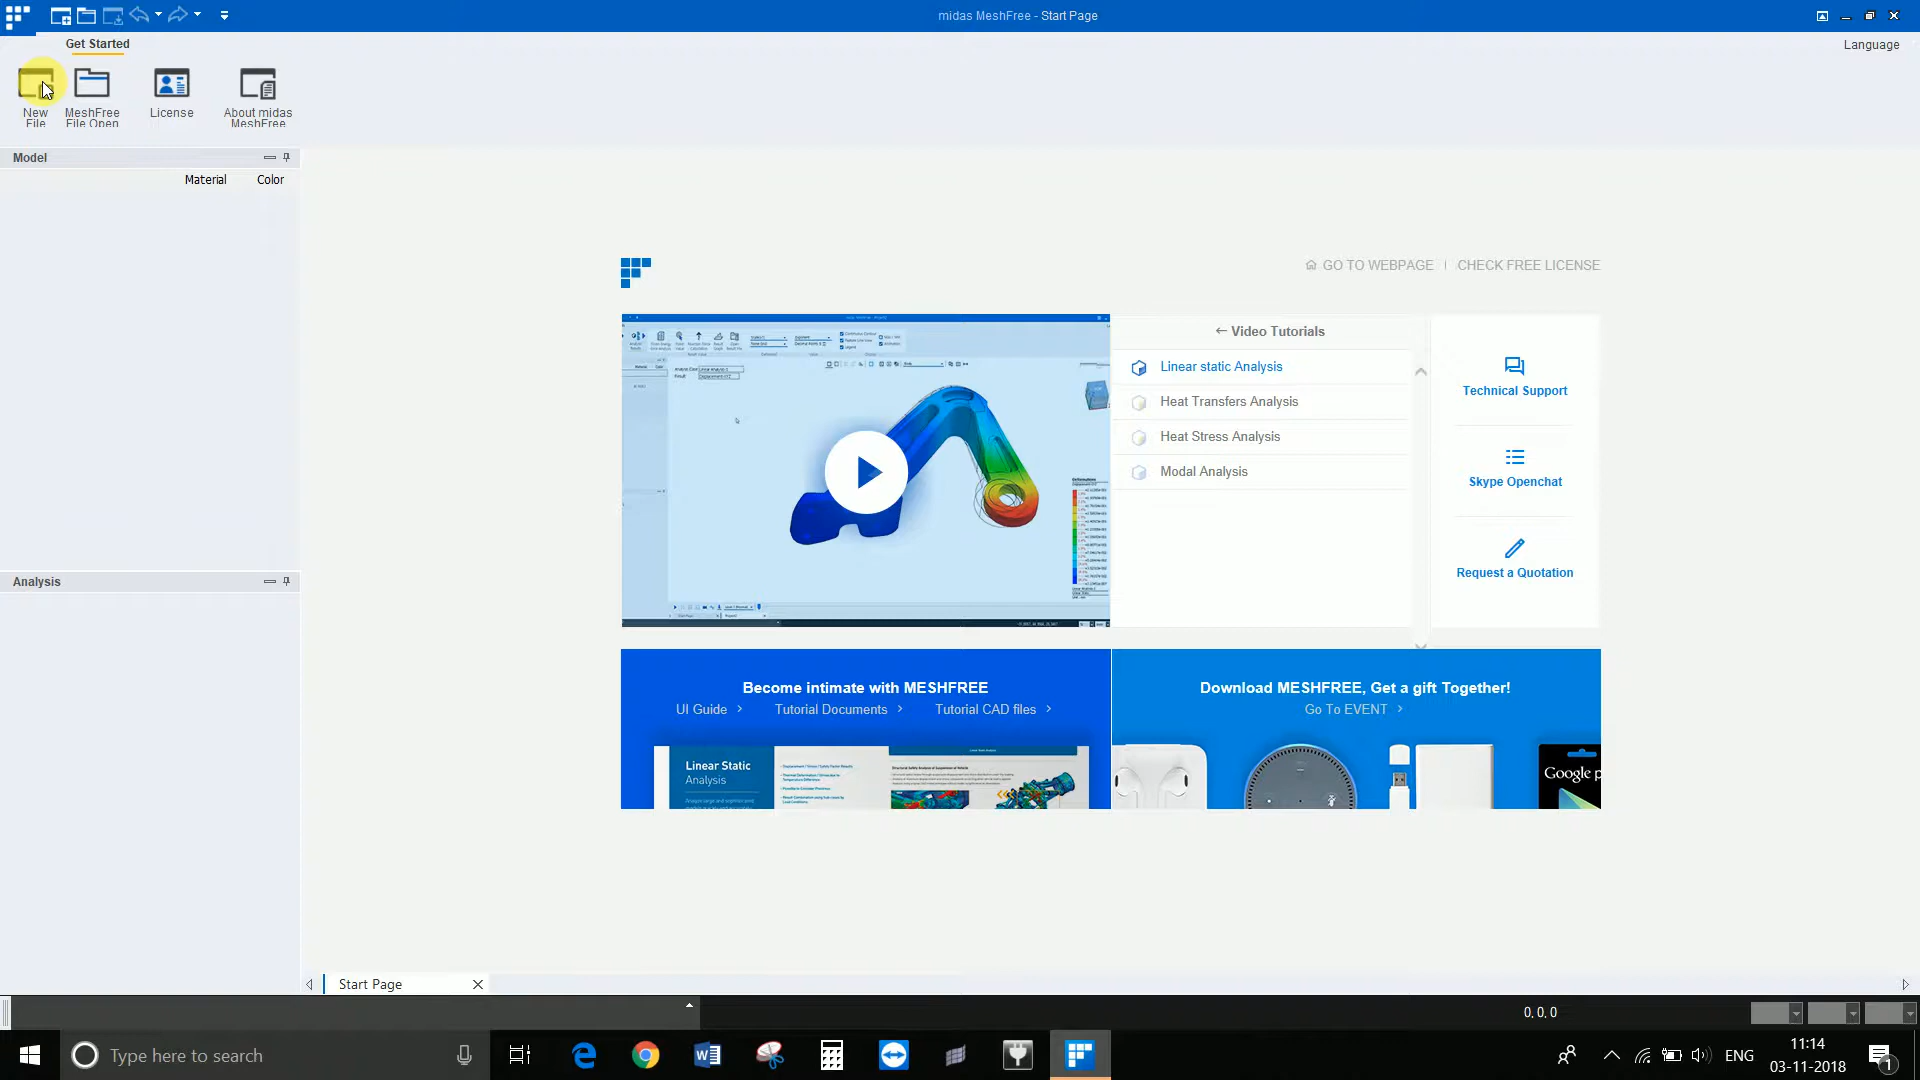 midas MeshFree - Start Page
Get Started
Language
New
File
MeshFree
File Open
License
About midas
MeshFree
Model
Material
Color
GO TO WEBPAGE
CHECK FREE LICENSE
Video Tutorials
Linear static Analysis
Heat Transfers Analysis
Heat Stress Analysis
Modal Analysis
Technical Support
Skype Openchat
Request a Quotation
Analysis
Become intimate with MESHFREE
UI Guide
Tutorial Documents
Tutorial CAD files
Download MESHFREE, Get a gift Together!
Go To EVENT
Linear Static
Analysis
Google p
Start Page
0, 0, 0
Type here to search
ENG
11:14
03-11-2018
1